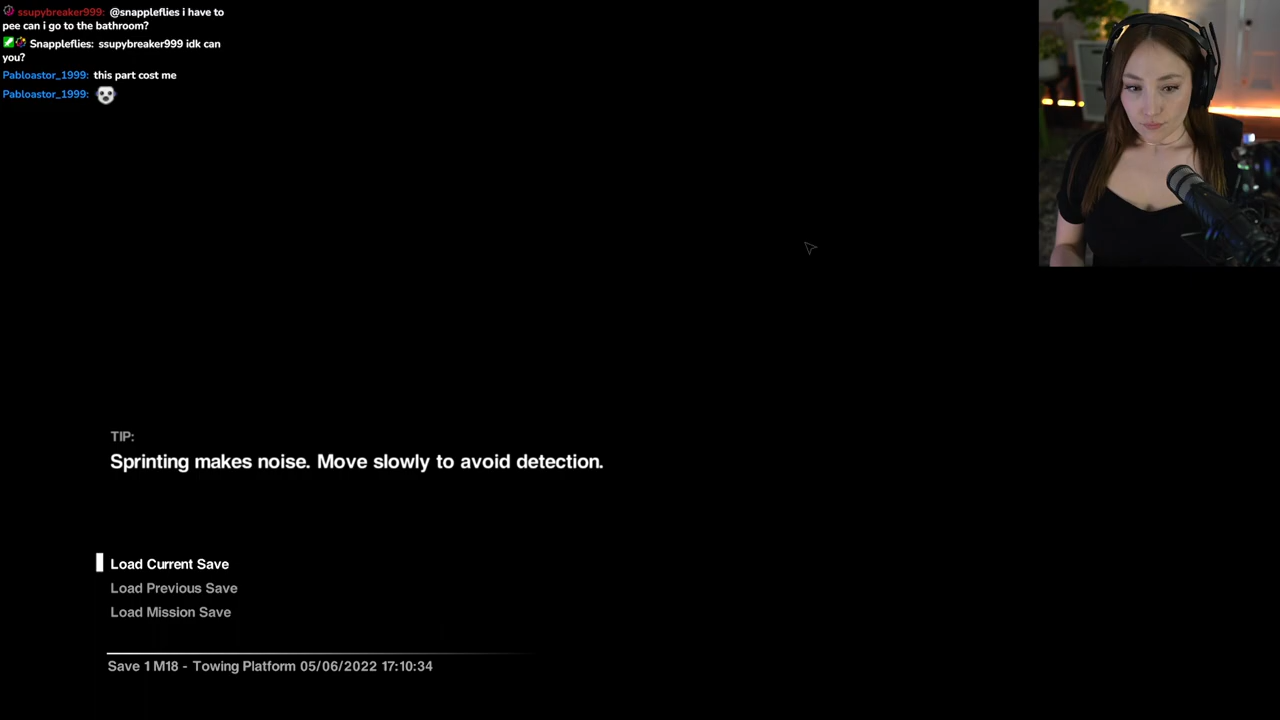 ssupybreaker999: @snappleflies i have to
pee can i go to the bathroom?
Snappleflies: ssupybreaker999 idk can
you?
Pabloastor_1999: this part cost me
Pabloastor_1999:
TIP:
Sprinting makes noise. Move slowly to avoid detection.
Load Current Save
Load Previous Save
Load Mission Save
Save 1 M18 - Towing Platform 05/06/2022 17:10:34